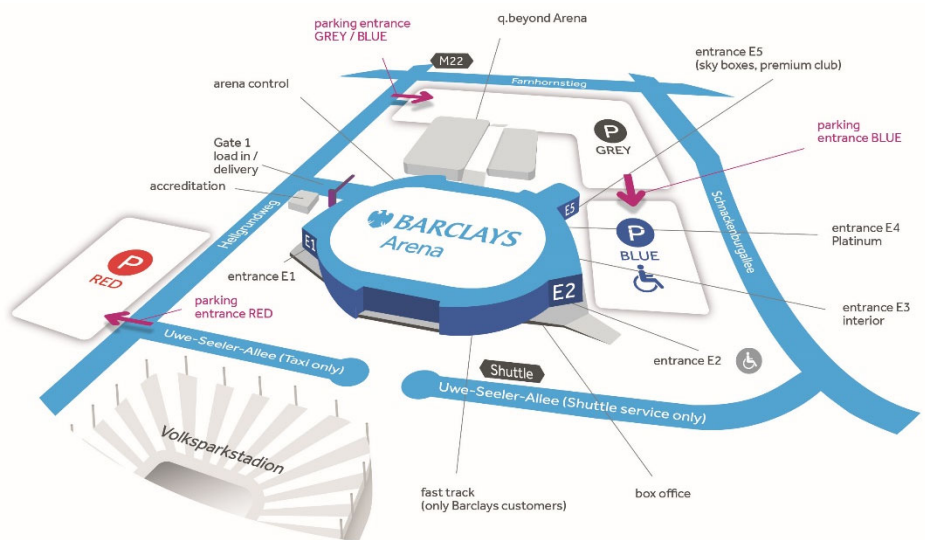 parking entrance
GREY / BLUE
q.beyond Arena
M22
Farnhornstieg
entrance E5
(sky boxes, premium club)
arena control
P
GREY
parking
entrance BLUE
Gate 1
load in /
delivery
accreditation
Hellgrundweg
Schnackenburgallee
E5
BARCLAYS
Arena
P
BLUE
entrance E4
Platinum
P
RED
E1
entrance E1
E2
entrance E3
interior
parking
entrance RED
Uwe-Seeler-Allee (Taxi only)
entrance E2
Shuttle
Uwe-Seeler-Allee (Shuttle service only)
Volksparkstadion
fast track
(only Barclays customers)
box office